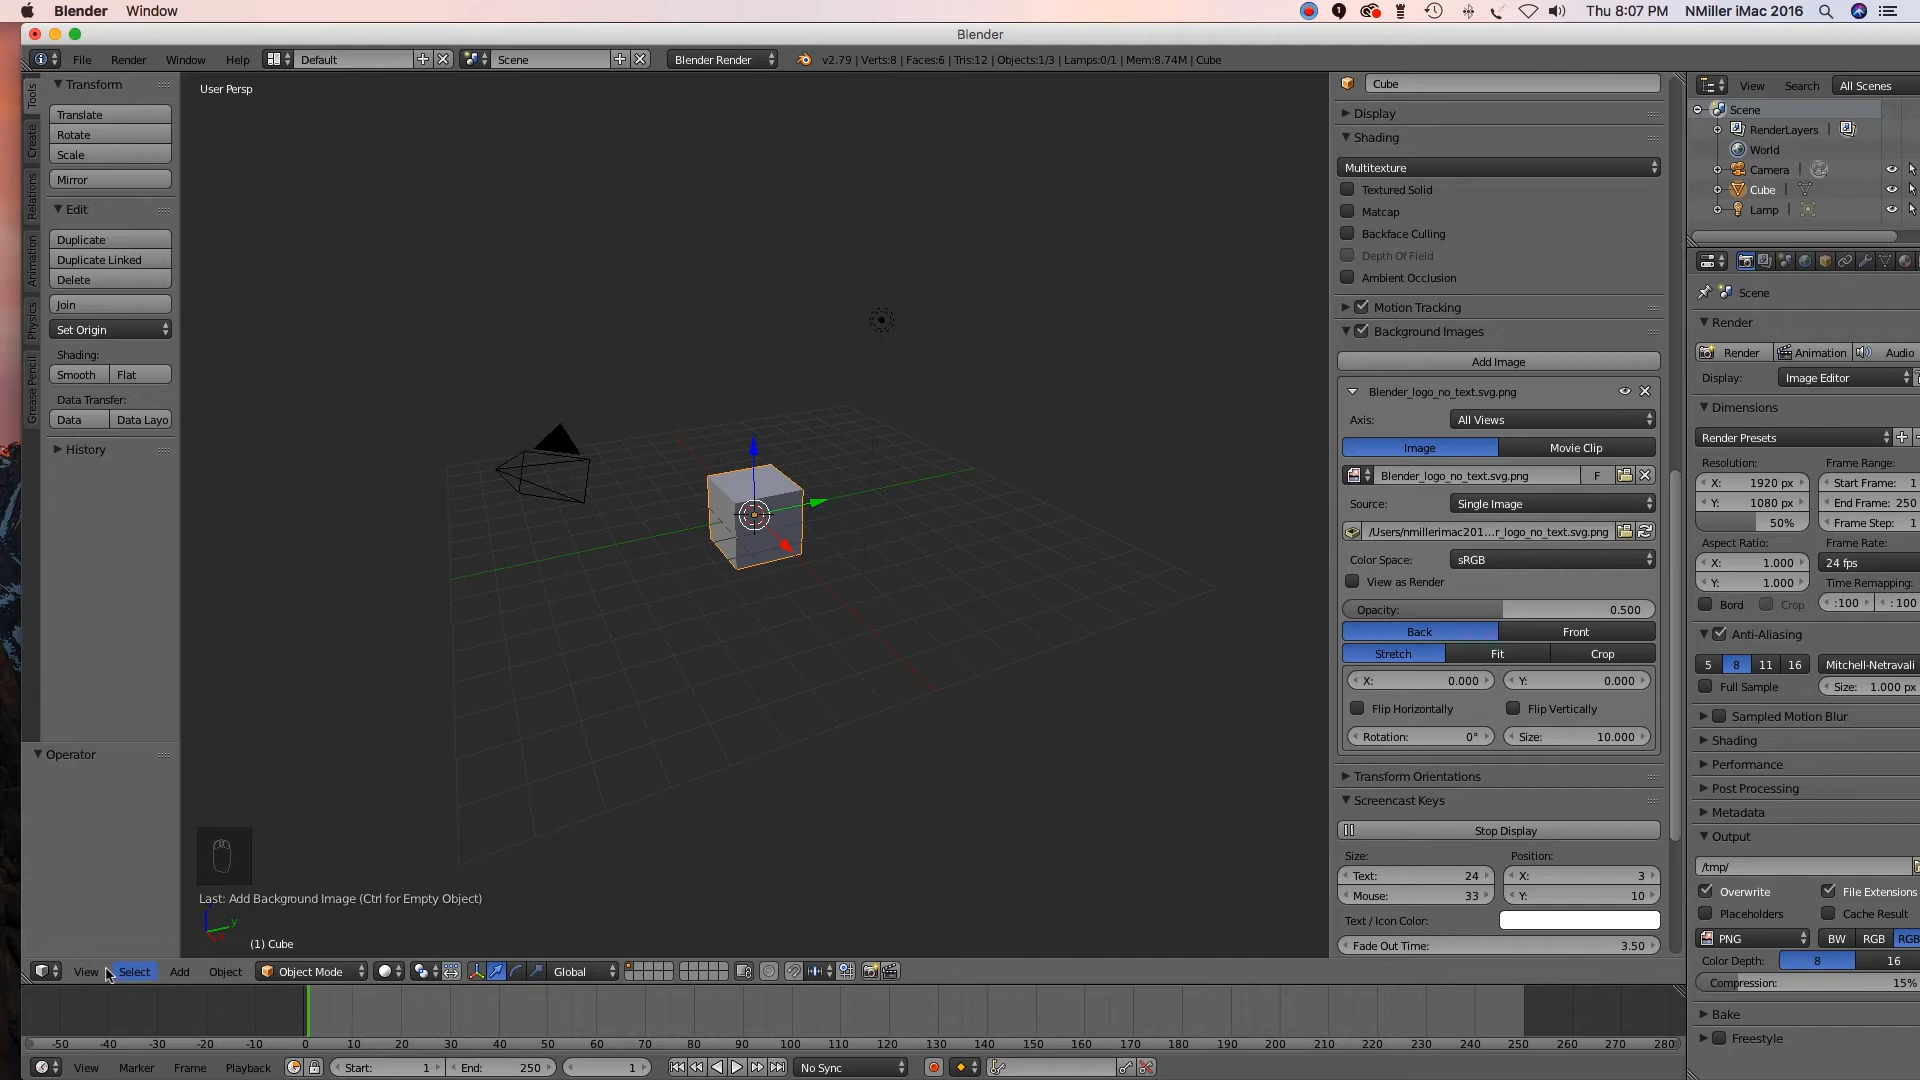 Blender
Window
1
Thu 8:07 PM
NMiller iMac 2016
Blender
File
Render
Window
Help
Default
Scene
Blender Render
v2.79 | Verts:8 | Faces:6 | Tris:12 | Objects:1/3 | Lamps:0/1 | Mem:8.74M | Cube
Tools
Create
Relations
Animation
Physics
Grease Pencil
Transform
Translate
Rotate
Scale
Mirror
Edit
Duplicate
Duplicate Linked
Delete
Join
Set Origin
Shading:
Smooth
Flat
Data Transfer:
Data
Data Layo
History
Operator
User Persp
Last: Add Background Image (Ctrl for Empty Object)
y
(1) Cube
Cube
Display
Shading
Multitexture
Textured Solid
Matcap
Backface Culling
Depth Of Field
Ambient Occlusion
Motion Tracking
Background Images
Add Image
Blender_logo_no_text.svg.png
Axis:
All Views
Image
Movie Clip
Blender_logo_no_text.svg.png
F
Source:
Single Image
/Users/nmillerimac201...r_logo_no_text.svg.png
Color Space:
sRGB
View as Render
Opacity: 0.500
Back
Front
Stretch
Fit
Crop
X: 0.000
Y: 0.000
Flip Horizontally
Flip Vertically
Rotation: 0°
Size: 10.000
Transform Orientations
Screencast Keys
Stop Display
Size:
Position:
Text: 24
X: 3
Mouse: 33
Y: 10
Text / Icon Color:
Fade Out Time: 3.50
View
Search
All Scenes
Scene
RenderLayers
World
Camera
Cube
Lamp
Scene
Render
Render
Animation
Audio
Display:
Image Editor
Dimensions
Render Presets
Resolution:
Frame Range:
X: 1920 px
Start Frame: 1
Y: 1080 px
End Frame: 250
50%
Frame Step: 1
Aspect Ratio:
Frame Rate:
X: 1.000
24 fps
Y: 1.000
Time Remapping:
Bord
Crop
:100
: 100
Anti-Aliasing
5
8
11
16
Mitchell-Netravali
Full Sample
Size: 1.000 px
Sampled Motion Blur
Shading
Performance
Post Processing
Metadata
Output
/tmp/
Overwrite
File Extensions
Placeholders
Cache Result
PNG
BW
RGB
RGB
Color Depth:
8
16
Compression: 15%
Bake
Freestyle
View
Select
Add
Object
Object Mode
Global
-50 -40 -30 -20 -10 0 10 20 30 40 50 60 70 80 90 100 110 120 130 140 150 160 170 180 190 200 210 220 230 240 250 260 270 280
View
Marker
Frame
Playback
Start: 1
End: 250
1
No Sync